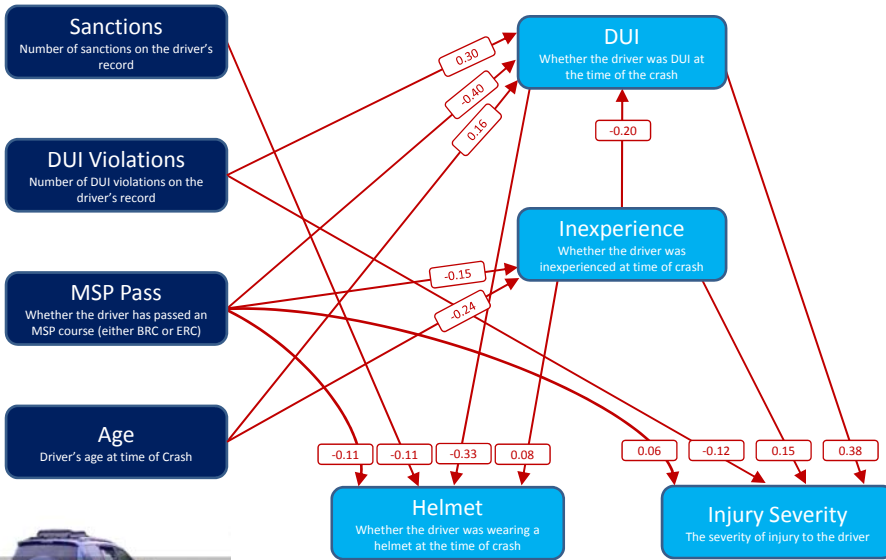 Sanctions
Number of sanctions on the driver's
record
DUI
Whether the driver was DUI at
the time of the crash
0.30
-0.40
0.16
-0.20
DUI Violations
Number of DUI violations on the
driver's record
Inexperience
Whether the driver was
inexperienced at time of crash
MSP Pass
Whether the driver has passed an
MSP course (either BRC or ERC)
-0.15
-0.24
Age
Driver's age at time of Crash
-0.11
-0.11
-0.33
0.08
0.06
-0.12
0.15
0.38
Helmet
Whether the driver was wearing a
helmet at the time of crash
Injury Severity
The severity of injury to the driver